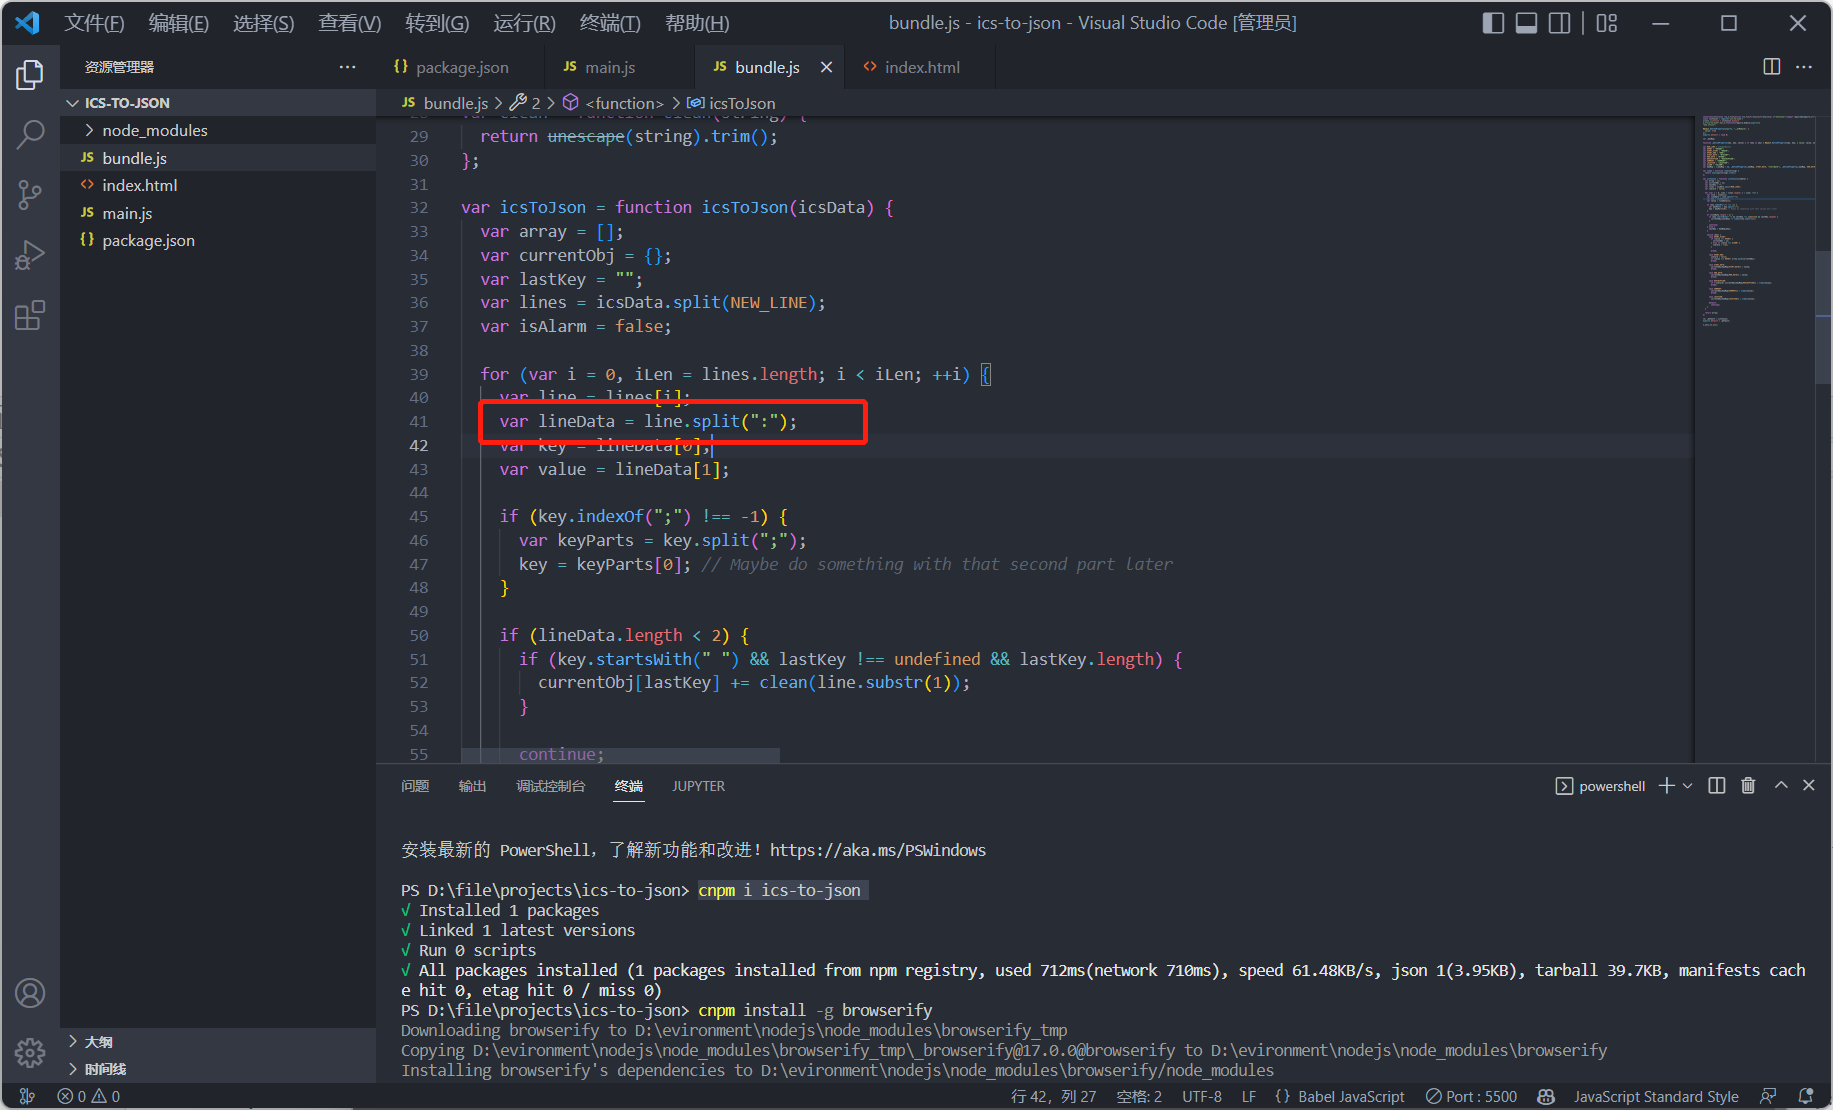 文件(F) 编辑(E) 选择(S) 查看(V) 转到(G) 运行(R) 终端(T) 帮助(H) bundle.js - ics-to-json - Visual Studio Code [管理员]
资源管理器 ···
{} package.json JS main.js JS bundle.js × <> index.html ···
ICS-TO-JSON
node_modules
JS bundle.js
<> index.html
JS main.js
{} package.json
大纲
时间线
JS bundle.js > 2 > <function> > icsToJson
29 return unescape(string).trim();
30 };
31
32 var icsToJson = function icsToJson(icsData) {
33 var array = [];
34 var currentObj = {};
35 var lastKey = "";
36 var lines = icsData.split(NEW_LINE);
37 var isAlarm = false;
38
39 for (var i = 0, iLen = lines.length; i < iLen; ++i) {
40 var line = lines[i];
41 var lineData = line.split(":");
42 var key = lineData[0];
43 var value = lineData[1];
44
45 if (key.indexOf(";") !== -1) {
46 var keyParts = key.split(";");
47 key = keyParts[0]; // Maybe do something with that second part later
48 }
49
50 if (lineData.length < 2) {
51 if (key.startsWith(" ") && lastKey !== undefined && lastKey.length) {
52 currentObj[lastKey] += clean(line.substr(1));
53 }
54
55 continue;
问题 输出 调试控制台 终端 JUPYTER powershell
安装最新的 PowerShell，了解新功能和改进！https://aka.ms/PSWindows
PS D:\file\projects\ics-to-json> cnpm i ics-to-json
√ Installed 1 packages
√ Linked 1 latest versions
√ Run 0 scripts
√ All packages installed (1 packages installed from npm registry, used 712ms(network 710ms), speed 61.48KB/s, json 1(3.95KB), tarball 39.7KB, manifests cach
e hit 0, etag hit 0 / miss 0)
PS D:\file\projects\ics-to-json> cnpm install -g browserify
Downloading browserify to D:\evironment\nodejs\node_modules\browserify_tmp
Copying D:\evironment\nodejs\node_modules\browserify_tmp\_browserify@17.0.0@browserify to D:\evironment\nodejs\node_modules\browserify
Installing browserify's dependencies to D:\evironment\nodejs\node_modules\browserify/node_modules
0 0 行 42，列 27 空格: 2 UTF-8 LF {} Babel JavaScript Port : 5500 JavaScript Standard Style